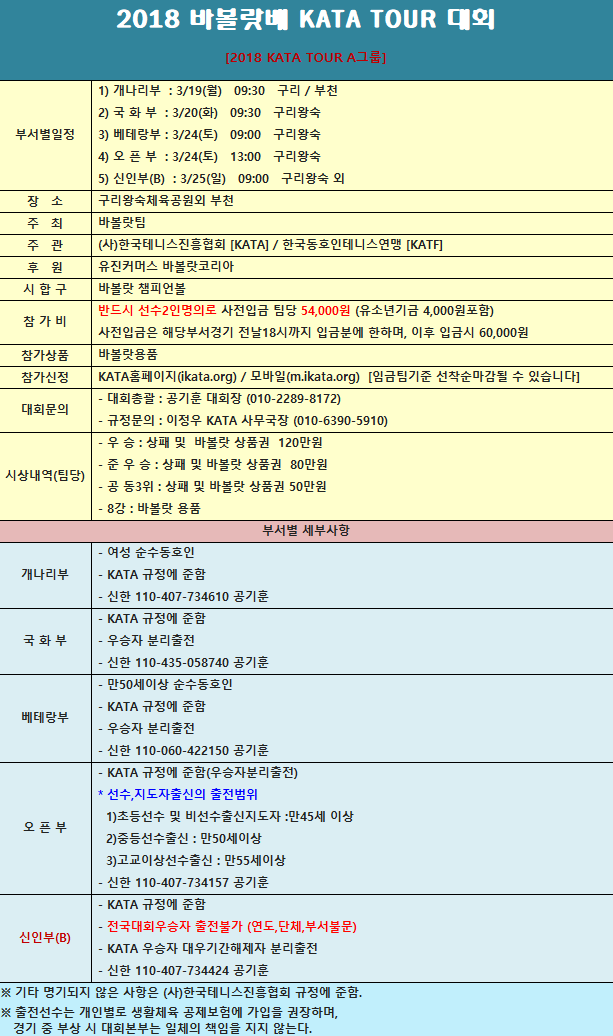 2018 바볼랏배 KATA TOUR 대회
[2018 KATA TOUR A그룹]
부서별일정
1) 개나리부 : 3/19(월) 09:30 구리 / 부천
2) 국 화 부 : 3/20(화) 09:30 구리왕숙
3) 베테랑부 : 3/24(토) 09:00 구리왕숙
4) 오 픈 부 : 3/24(토) 13:00 구리왕숙
5) 신인부(B) : 3/25(일) 09:00 구리왕숙 외
장 소
구리왕숙체육공원외 부천
주 최
바볼랏팀
주 관
(사)한국테니스진흥협회 [KATA] / 한국동호인테니스연맹 [KATF]
후 원
유진커머스 바볼랏코리아
시 합 구
바볼랏 챔피언볼
참 가 비
반드시 선수2인명의로 사전입금 팀당 54,000원 (유소년기금 4,000원포함)
사전입금은 해당부서경기 전날18시까지 입금분에 한하며, 이후 입금시 60,000원
참가상품
바볼랏용품
참가신청
KATA홈페이지(ikata.org) / 모바일(m.ikata.org) [입금팀기준 선착순마감될 수 있습니다]
대회문의
- 대회총괄 : 공기훈 대회장 (010-2289-8172)
- 규정문의 : 이정우 KATA 사무국장 (010-6390-5910)
시상내역(팀당)
- 우 승 : 상패 및 바볼랏 상품권 120만원
- 준 우 승 : 상패 및 바볼랏 상품권 80만원
- 공 동3위 : 상패 및 바볼랏 상품권 50만원
- 8강 : 바볼랏 용품
부서별 세부사항
개나리부
- 여성 순수동호인
- KATA 규정에 준함
- 신한 110-407-734610 공기훈
국 화 부
- KATA 규정에 준함
- 우승자 분리출전
- 신한 110-435-058740 공기훈
베테랑부
- 만50세이상 순수동호인
- KATA 규정에 준함
- 우승자 분리출전
- 신한 110-060-422150 공기훈
오 픈 부
- KATA 규정에 준함(우승자분리출전)
* 선수,지도자출신의 출전범위
1)초등선수 및 비선수출신지도자 :만45세 이상
2)중등선수출신 : 만50세이상
3)고교이상선수출신 : 만55세이상
- 신한 110-407-734157 공기훈
신인부(B)
- KATA 규정에 준함
- 전국대회우승자 출전불가 (연도,단체,부서불문)
- KATA 우승자 대우기간해제자 분리출전
- 신한 110-407-734424 공기훈
※ 기타 명기되지 않은 사항은 (사)한국테니스진흥협회 규정에 준함.
※ 출전선수는 개인별로 생활체육 공제보험에 가입을 권장하며,
경기 중 부상 시 대회본부는 일체의 책임을 지지 않는다.